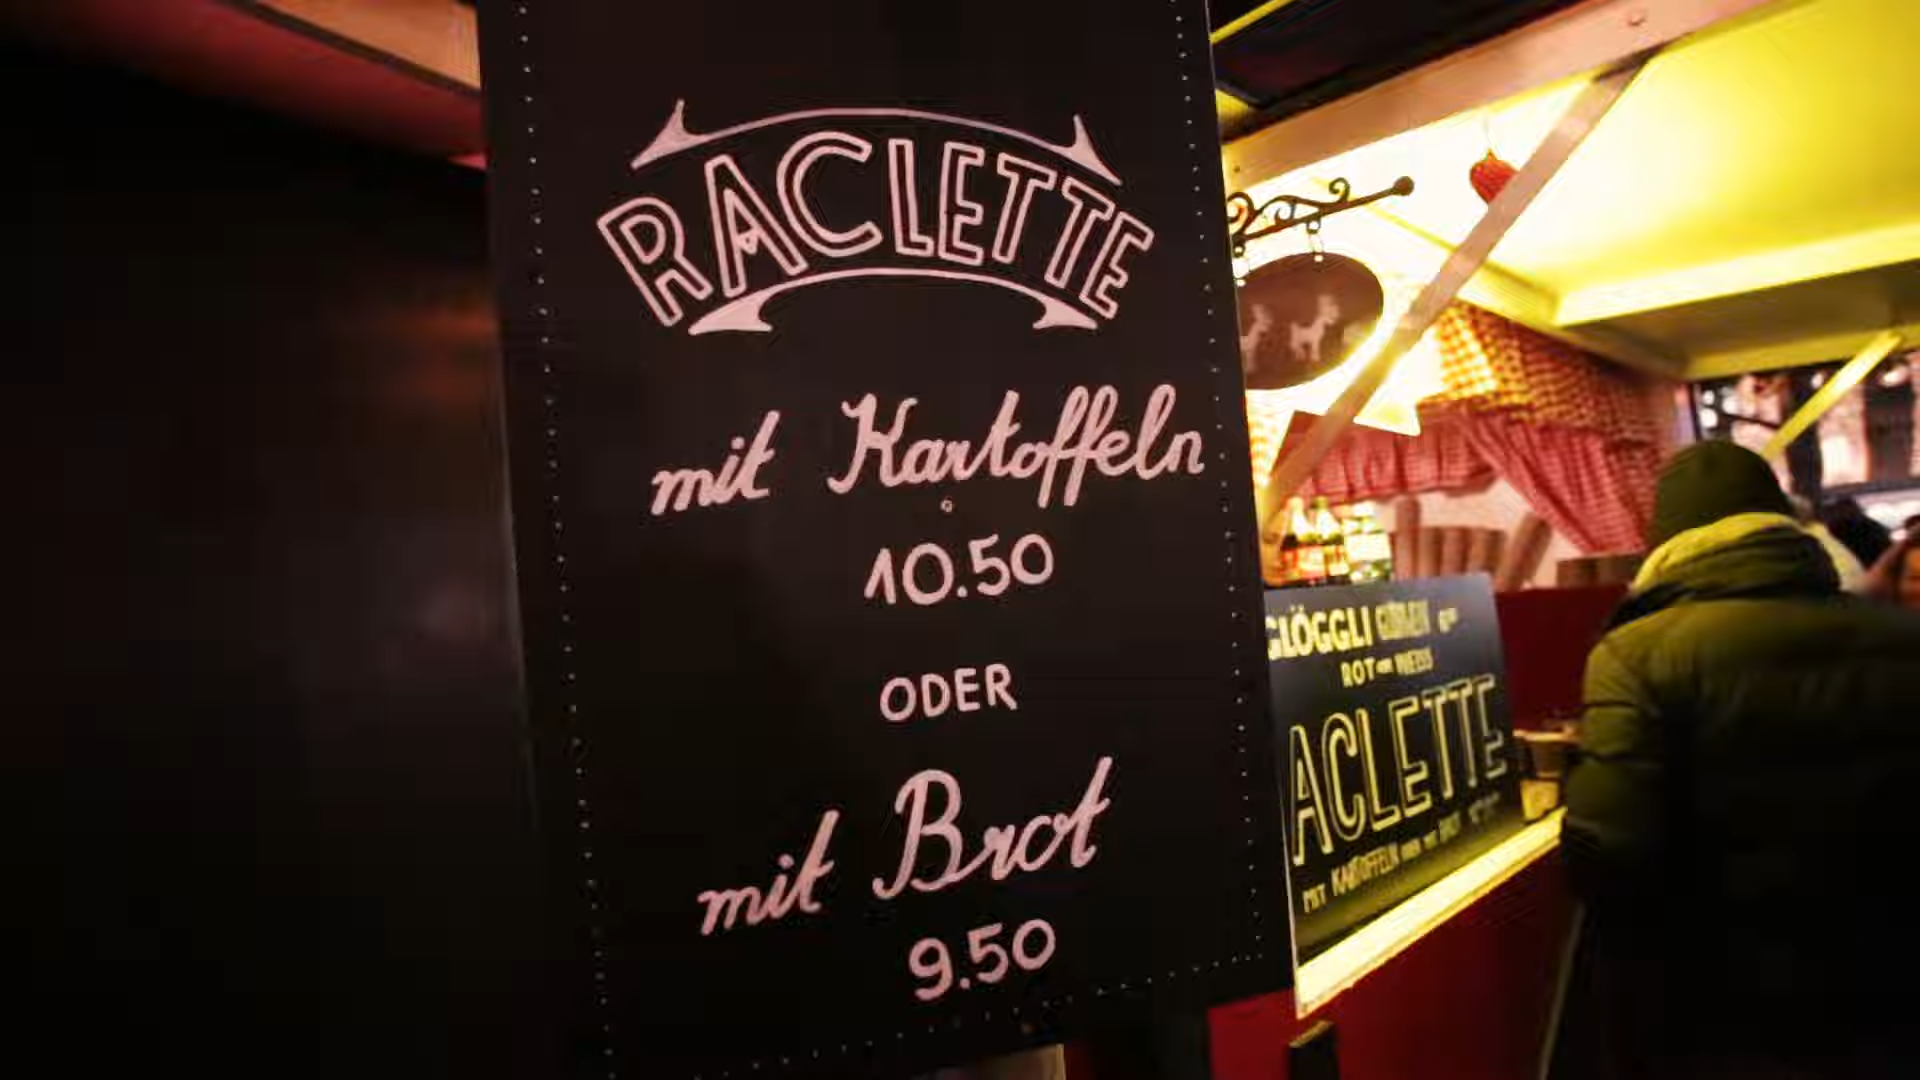 RACLETTE
mit Kartoffeln
10.50
ODER
mit Brot
9.50
GLÖGGLI
ROT WEISS
ACLETTE
MIT KARTOFFELN ODER MIT BROT